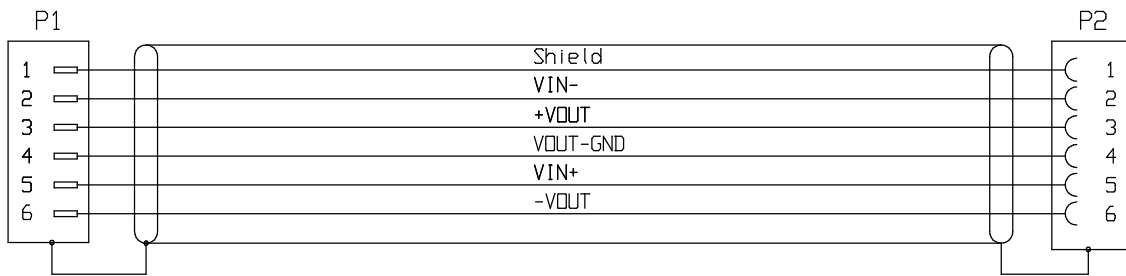 P1 P2
1 Shield 1
2 VIN- 2
3 +VOUT 3
4 VOUT-GND 4
5 VIN+ 5
6 -VOUT 6